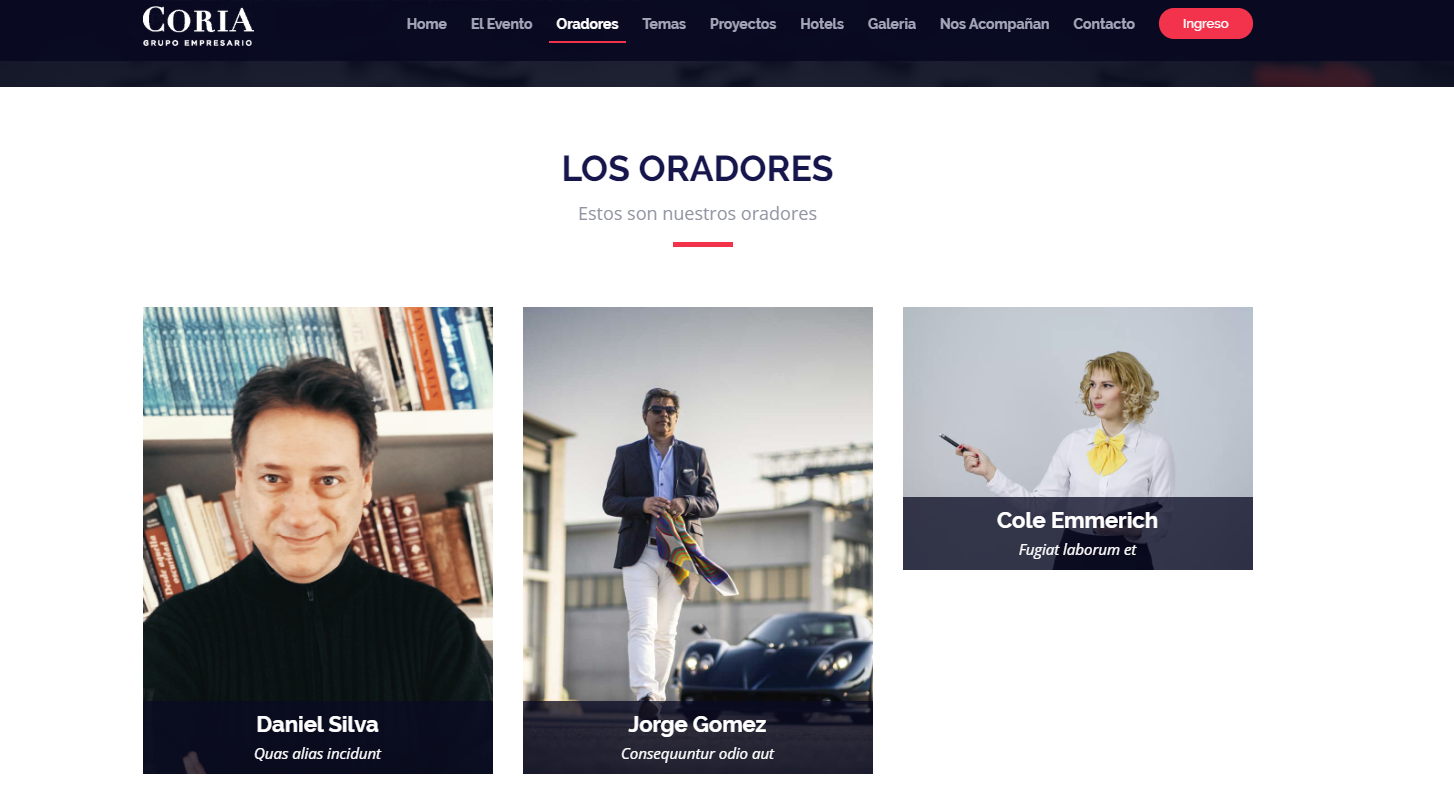 CORIA
GRUPO EMPRESARIO
Home El Evento Oradores Temas Proyectos Hotels Galeria Nos Acompañan Contacto Ingreso
LOS ORADORES
Estos son nuestros oradores
Daniel Silva
Quas alias incidunt
Jorge Gomez
Consequuntur odio aut
Cole Emmerich
Fugiat laborum et